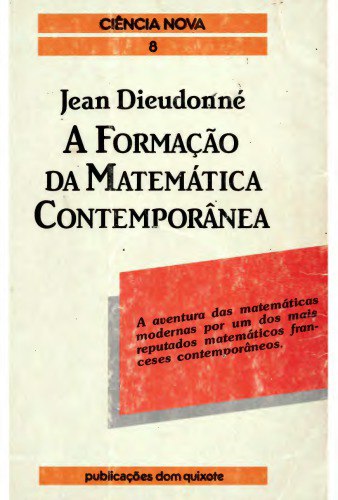 CIÊNCIA NOVA
8
Jean Dieudonné
A FORMAÇÃO
DA MATEMÁTICA
CONTEMPORÂNEA
A aventura das matemáticas
modernas por um dos mais
reputados matemáticos fran-
ceses contemporâneos.
publicações dom quixote